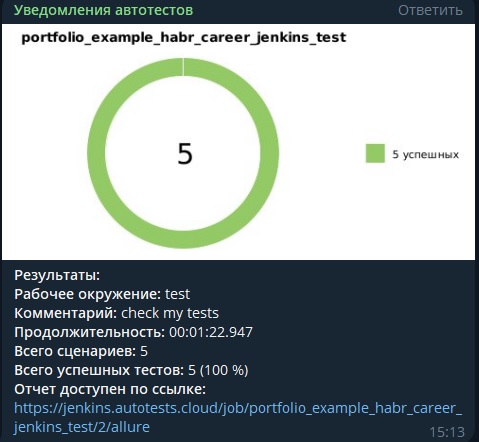 Уведомления автотестов
Ответить
portfolio_example_habr_career_jenkins_test
5
5 успешных
Результаты:
Рабочее окружение: test
Комментарий: check my tests
Продолжительность: 00:01:22.947
Всего сценариев: 5
Всего успешных тестов: 5 (100 %)
Отчет доступен по ссылке:
https://jenkins.autotests.cloud/job/portfolio_example_habr_career_
jenkins_test/2/allure
15:13